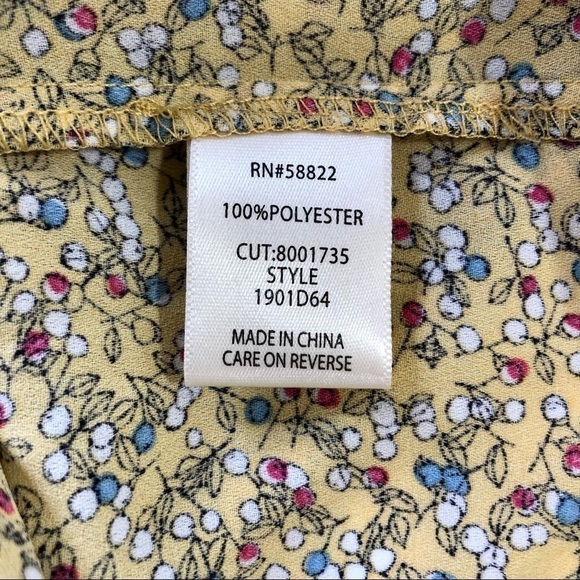 RN#58822
100%POLYESTER
CUT:8001735
STYLE
1901D64
MADE IN CHINA
CARE ON REVERSE